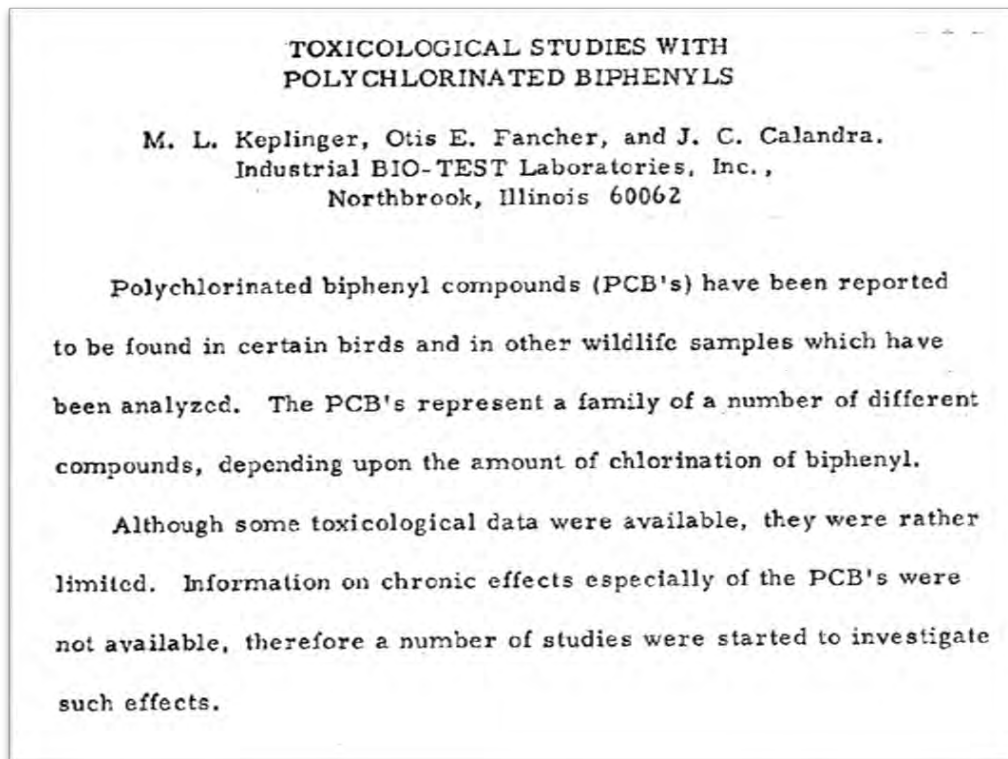 TOXICOLOGICAL STUDIES WITH
POLYCHLORINATED BIPHENYLS
M. L. Keplinger, Otis E. Fancher, and J. C. Calandra.
Industrial BIO-TEST Laboratories, Inc.,
Northbrook, Illinois 60062
Polychlorinated biphenyl compounds (PCB's) have been reported
to be found in certain birds and in other wildlife samples which have
been analyzed. The PCB's represent a family of a number of different
compounds, depending upon the amount of chlorination of biphenyl.
Although some toxicological data were available, they were rather
limited. Information on chronic effects especially of the PCB's were
not available, therefore a number of studies were started to investigate
such effects.